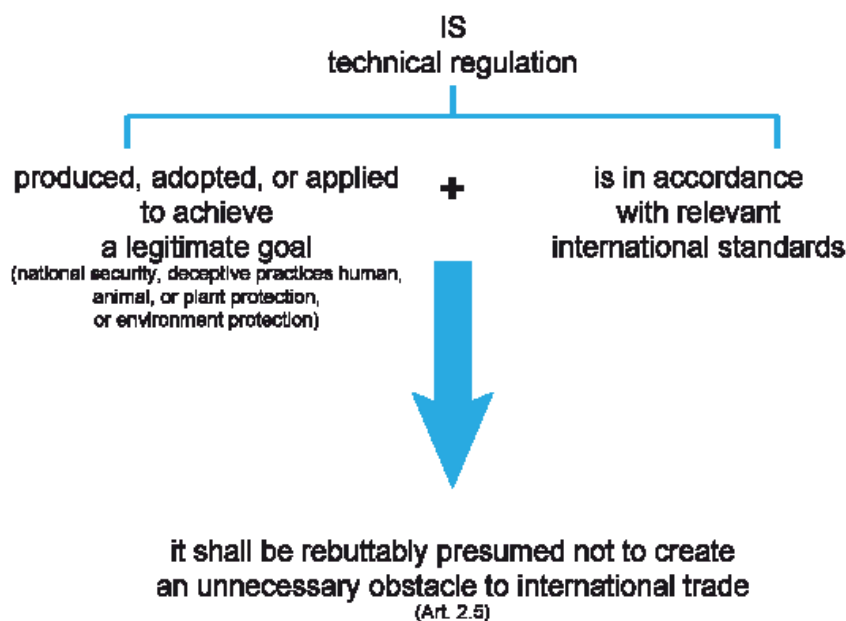 IS
technical regulation
produced, adopted, or applied
to achieve
a legitimate goal
(national security, deceptive practices human,
animal, or plant protection,
or environment protection)
+
is in accordance
with relevant
international standards
it shall be rebuttably presumed not to create
an unnecessary obstacle to international trade
(Art. 2.5)